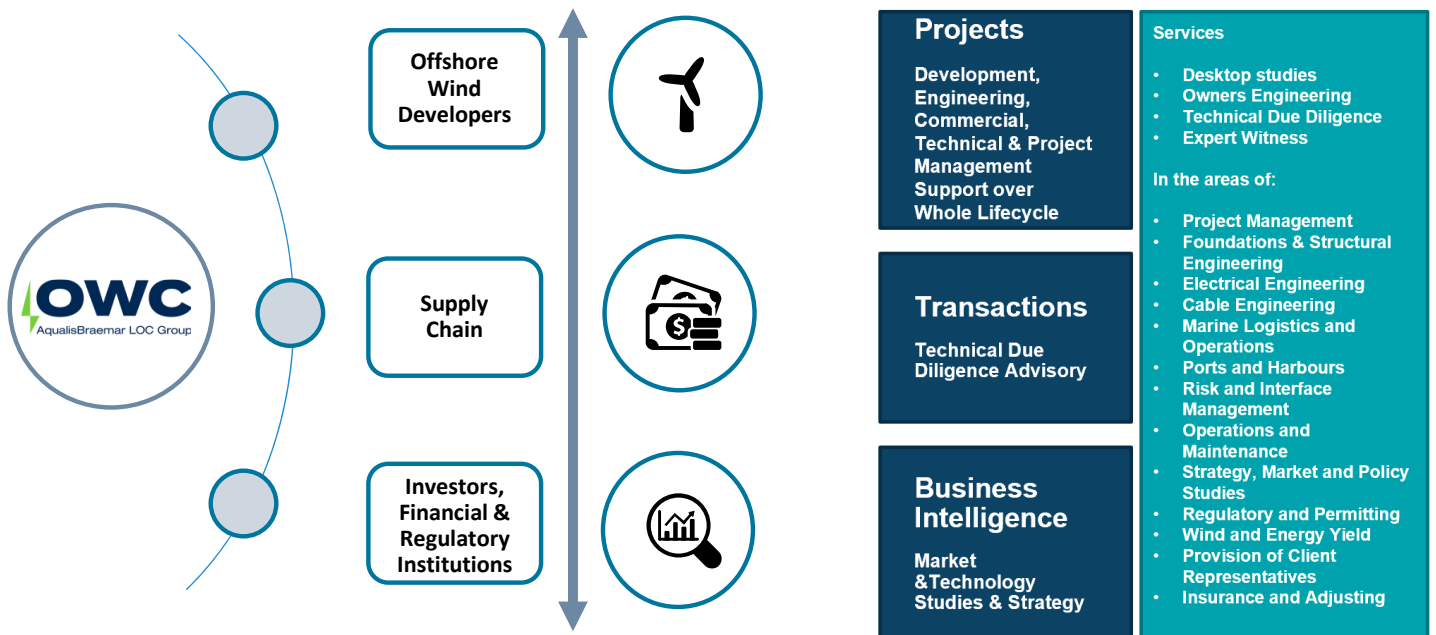 OWC
AqualisBraemar LOC Group
Offshore
Wind
Developers
Supply
Chain
Investors,
Financial &
Regulatory
Institutions
$
Projects
Development,
Engineering,
Commercial,
Technical & Project
Management
Support over
Whole Lifecycle
Transactions
Technical Due
Diligence Advisory
Business
Intelligence
Market
&Technology
Studies & Strategy
Services
• Desktop studies
• Owners Engineering
• Technical Due Diligence
• Expert Witness
In the areas of:
• Project Management
• Foundations & Structural
Engineering
• Electrical Engineering
• Cable Engineering
• Marine Logistics and
Operations
• Ports and Harbours
• Risk and Interface
Management
• Operations and
Maintenance
• Strategy, Market and Policy
Studies
• Regulatory and Permitting
• Wind and Energy Yield
• Provision of Client
Representatives
• Insurance and Adjusting